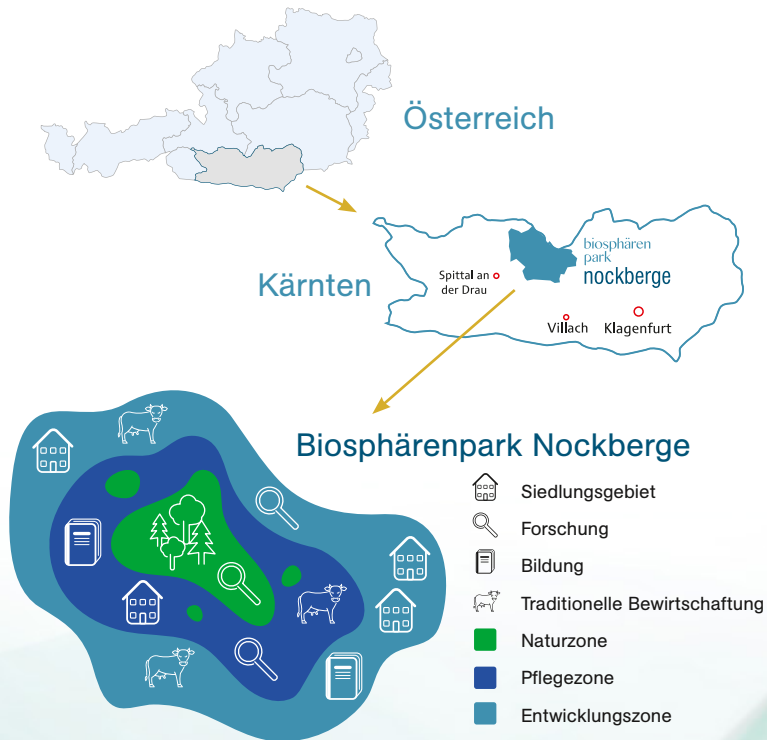 Österreich
biosphären
park
nockberge
Kärnten
Spittal an
der Drau
Villach
Klagenfurt
Biosphärenpark Nockberge
Siedlungsgebiet
Forschung
Bildung
Traditionelle Bewirtschaftung
Naturzone
Pflegezone
Entwicklungszone